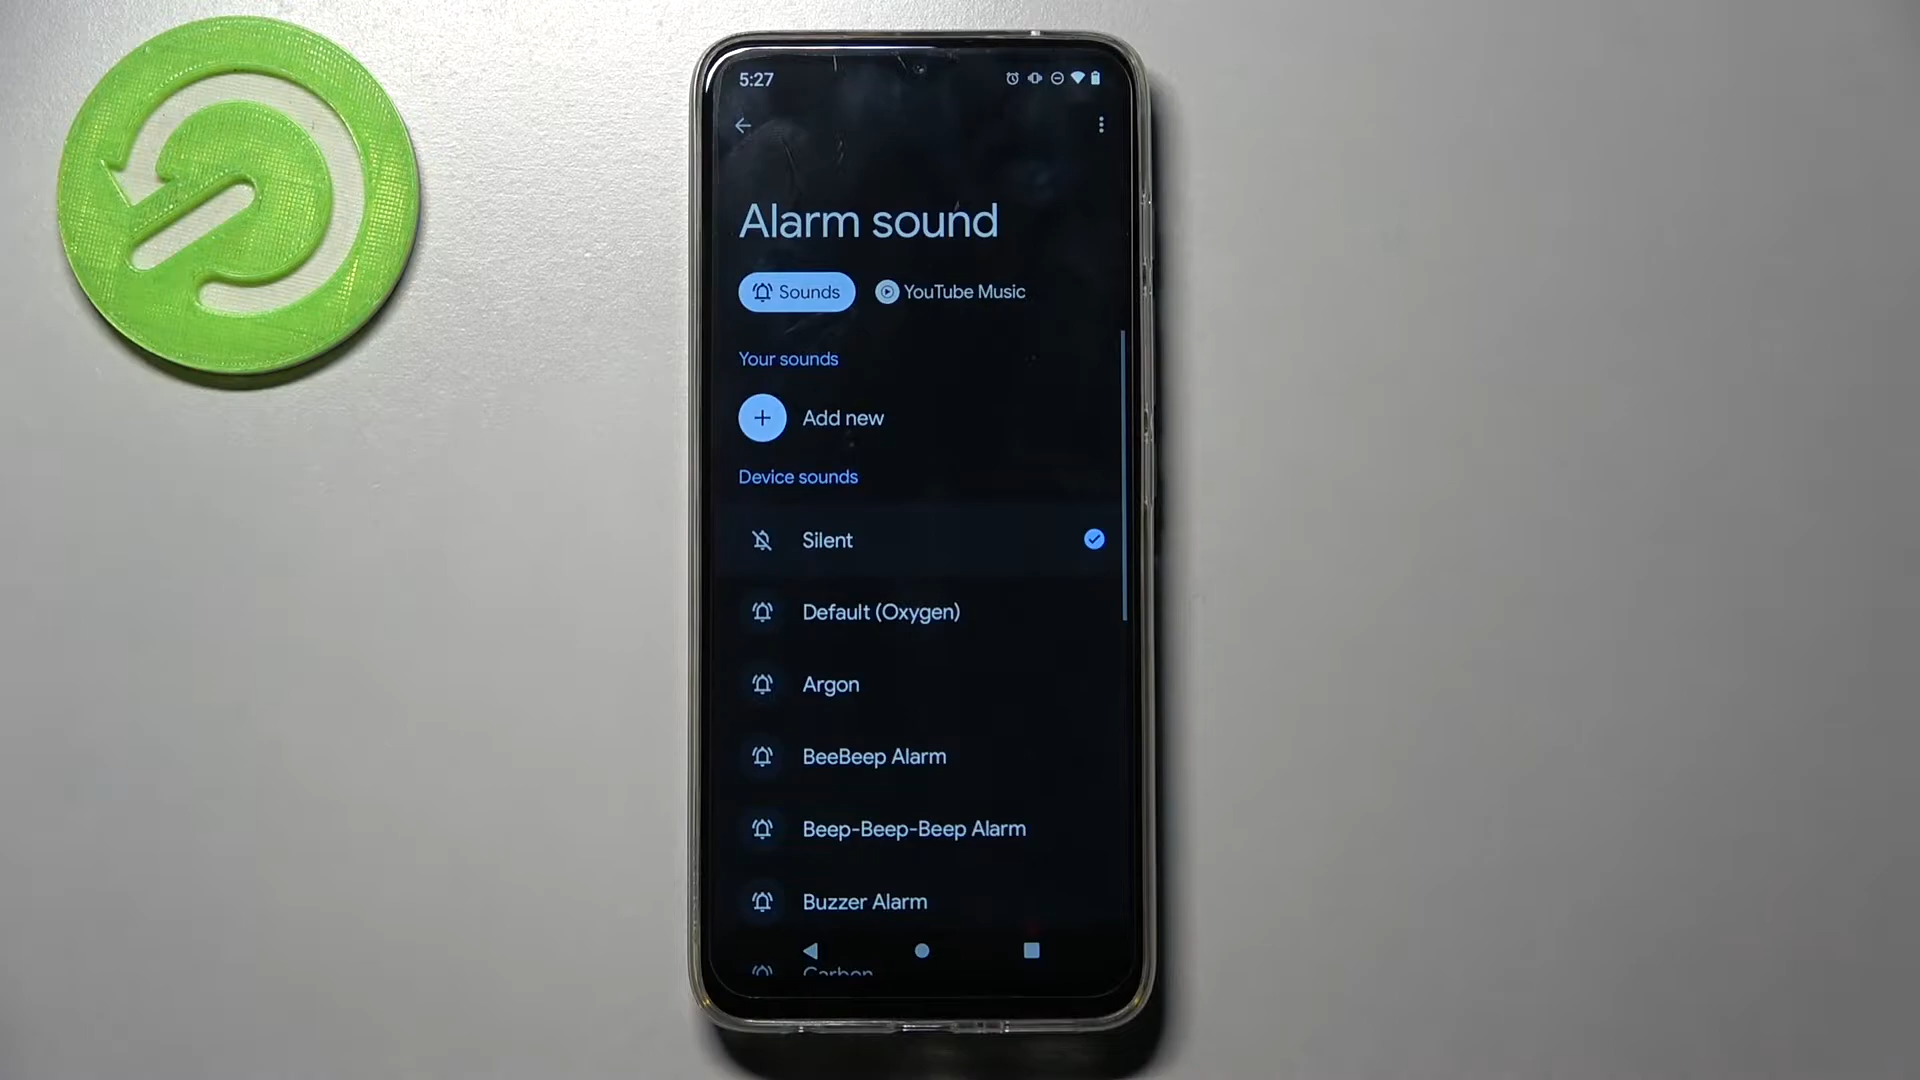 5:27
Alarm sound
Sounds
YouTube Music
Your sounds
Add new
Device sounds
Silent
Default (Oxygen)
Argon
BeeBeep Alarm
Beep-Beep-Beep Alarm
Buzzer Alarm
Carbon